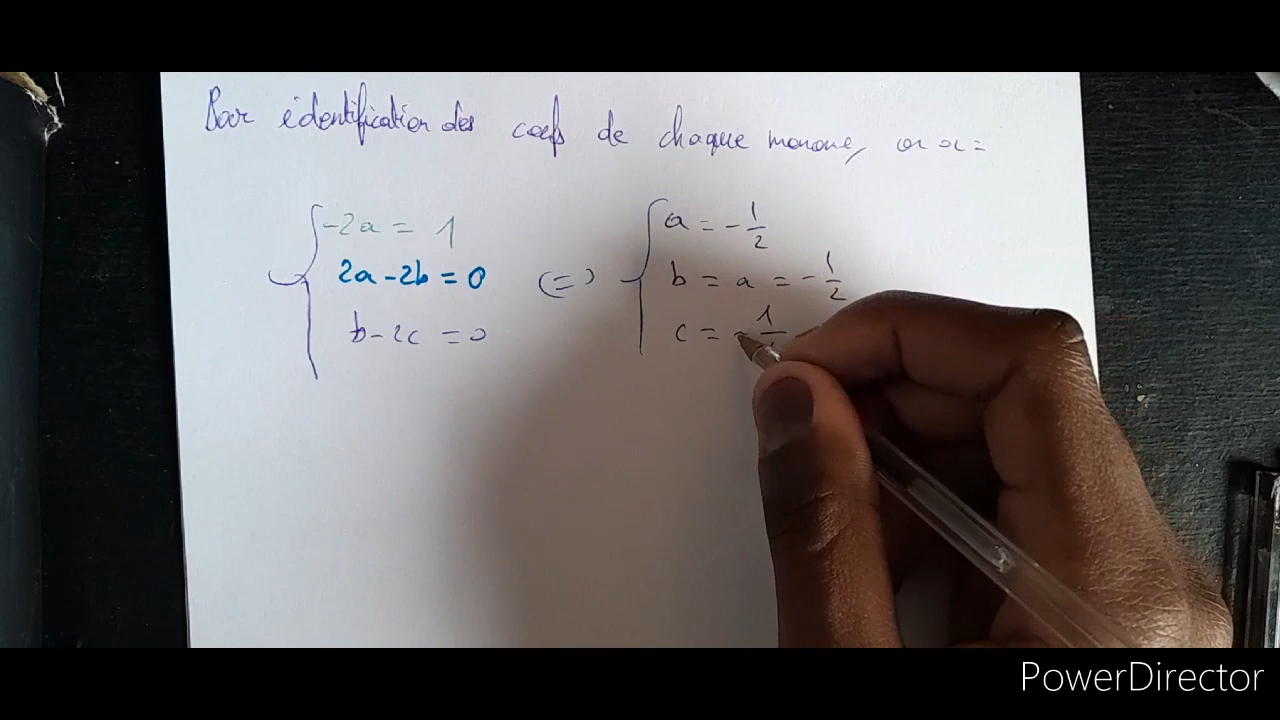 Par identification des coefs de chaque monome, on a =
-2a = 1
2a - 2b = 0
b - 2c = 0
<=>
a = -1/2
b = a = -1/2
c = -1/
PowerDirector